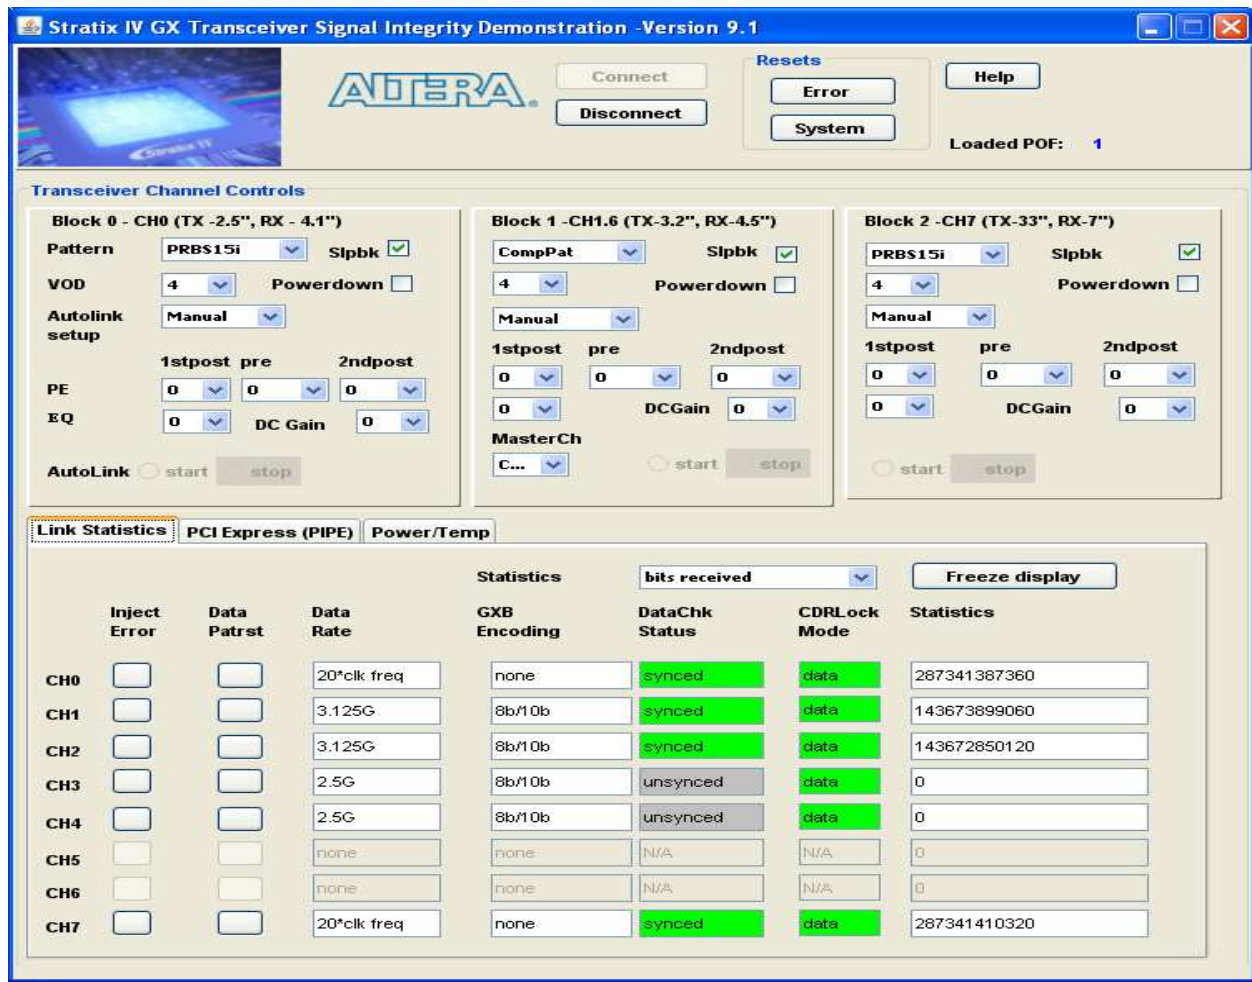 Stratix IV GX Transceiver Signal Integrity Demonstration -Version 9.1
Stratix IV
ALTERA
Connect
Disconnect
Resets
Error
System
Help
Loaded POF: 1
Transceiver Channel Controls
Block 0 - CH0 (TX -2.5", RX - 4.1")
Pattern PRBS15i Slpbk
VOD 4 Powerdown
Autolink setup Manual
1stpost pre 2ndpost
PE 0 0 0
EQ 0 DC Gain 0
AutoLink start stop
Block 1 -CH1.6 (TX-3.2", RX-4.5")
CompPat Slpbk
4 Powerdown
Manual
1stpost pre 2ndpost
0 0 0
0 DCGain 0
MasterCh
C... start stop
Block 2 -CH7 (TX-33", RX-7")
PRBS15i Slpbk
4 Powerdown
Manual
1stpost pre 2ndpost
0 0 0
0 DCGain 0
start stop
Link Statistics PCI Express (PIPE) Power/Temp
Statistics bits received Freeze display
Inject Error Data Patrst Data Rate GXB Encoding DataChk Status CDRLock Mode Statistics
CH0 20*clk freq none synced data 287341387360
CH1 3.125G 8b/10b synced data 143673899060
CH2 3.125G 8b/10b synced data 143672850120
CH3 2.5G 8b/10b unsynced data 0
CH4 2.5G 8b/10b unsynced data 0
CH5 none none N/A N/A 0
CH6 none none N/A N/A 0
CH7 20*clk freq none synced data 287341410320